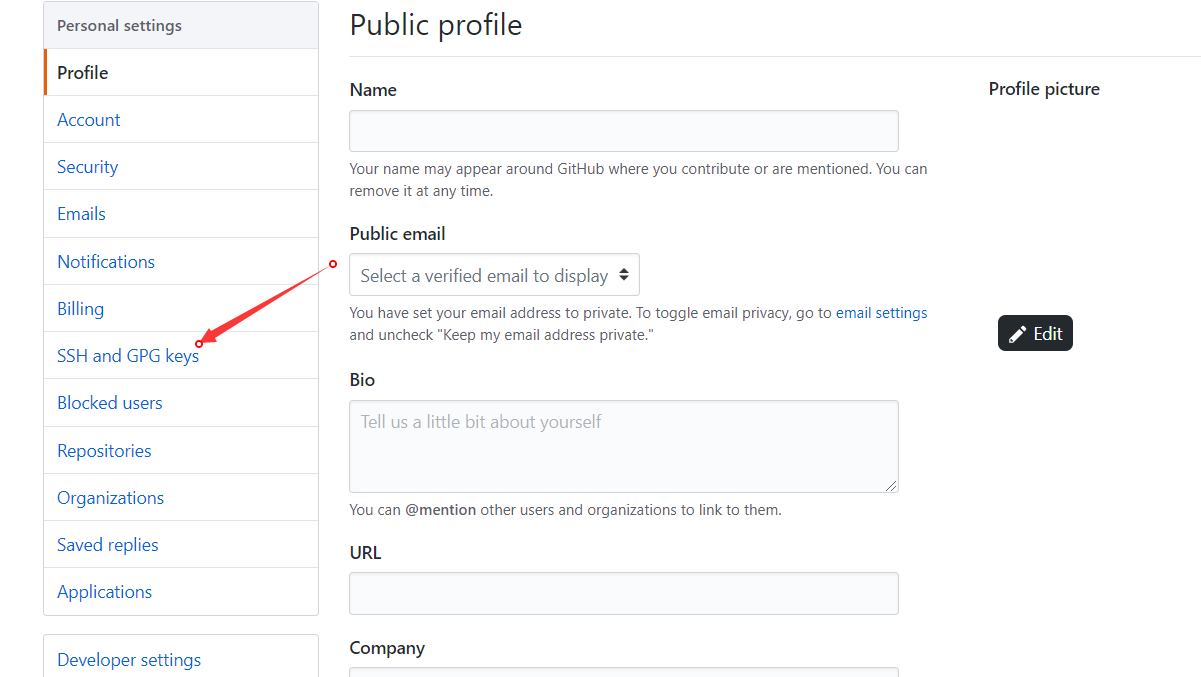 Personal settings
Profile
Account
Security
Emails
Notifications
Billing
SSH and GPG keys
Blocked users
Repositories
Organizations
Saved replies
Applications
Developer settings
Public profile
Name
Your name may appear around GitHub where you contribute or are mentioned. You can
remove it at any time.
Public email
Select a verified email to display
You have set your email address to private. To toggle email privacy, go to email settings
and uncheck "Keep my email address private."
Bio
Tell us a little bit about yourself
You can @mention other users and organizations to link to them.
URL
Company
Profile picture
Edit